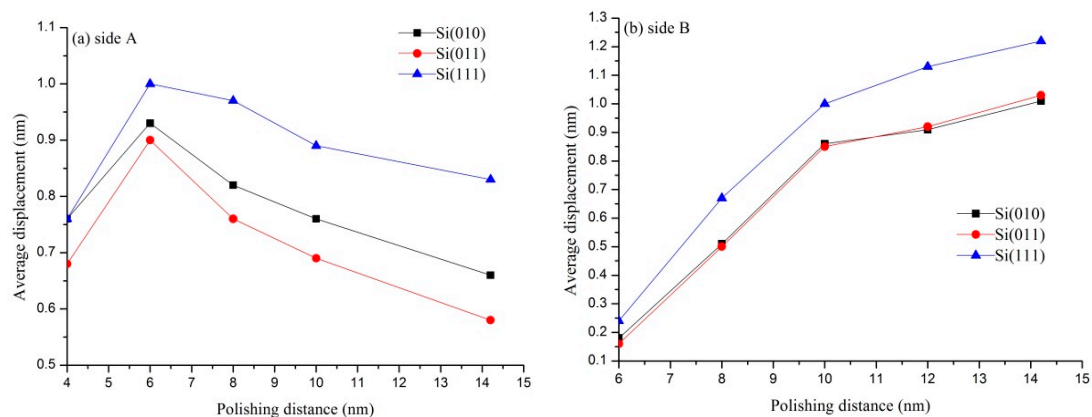 (a) side A
Si(010)
Si(011)
Si(111)
1.1
1.0
0.9
0.8
0.7
0.6
0.5
Average displacement (nm)
4 5 6 7 8 9 10 11 12 13 14 15
Polishing distance (nm)
(b) side B
1.3
1.2
1.1
1.0
0.9
0.8
0.7
0.6
0.5
0.4
0.3
0.2
0.1
Average displacement (nm)
Si(010)
Si(011)
Si(111)
6 7 8 9 10 11 12 13 14 15
Polishing distance (nm)